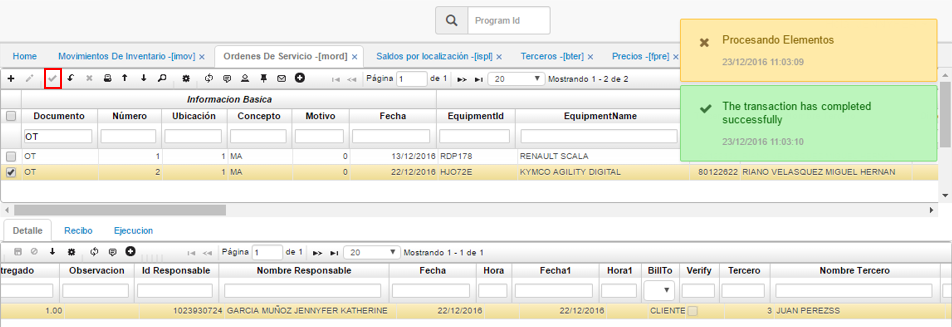 Program Id
Home Movimientos De Inventario -[imov] × Ordenes De Servicio -[mord] × Saldos por localización -[ispl] × Terceros -[bter] × Precios -[fpre] ×
Procesando Elementos
23/12/2016 11:03:09
Página 1 de 1 20 Mostrando 1 - 2 de 2
The transaction has completed successfully
23/12/2016 11:03:10
Informacion Basica
Documento Número Ubicación Concepto Motivo Fecha EquipmentId EquipmentName
OT
OT 1 1 MA 0 13/12/2016 RDP178 RENAULT SCALA
OT 2 1 MA 0 22/12/2016 HJO72E KYMCO AGILITY DIGITAL 80122622 RIANO VELASQUEZ MIGUEL HERNAN
Detalle Recibo Ejecucion
Página 1 de 1 20 Mostrando 1 - 1 de 1
tregado Observacion Id Responsable Nombre Responsable Fecha Hora Fecha1 Hora1 BillTo Verify Tercero Nombre Tercero
1.00 1023930724 GARCIA MUÑOZ JENNYFER KATHERINE 22/12/2016 22/12/2016 CLIENTE 3 JUAN PEREZSS